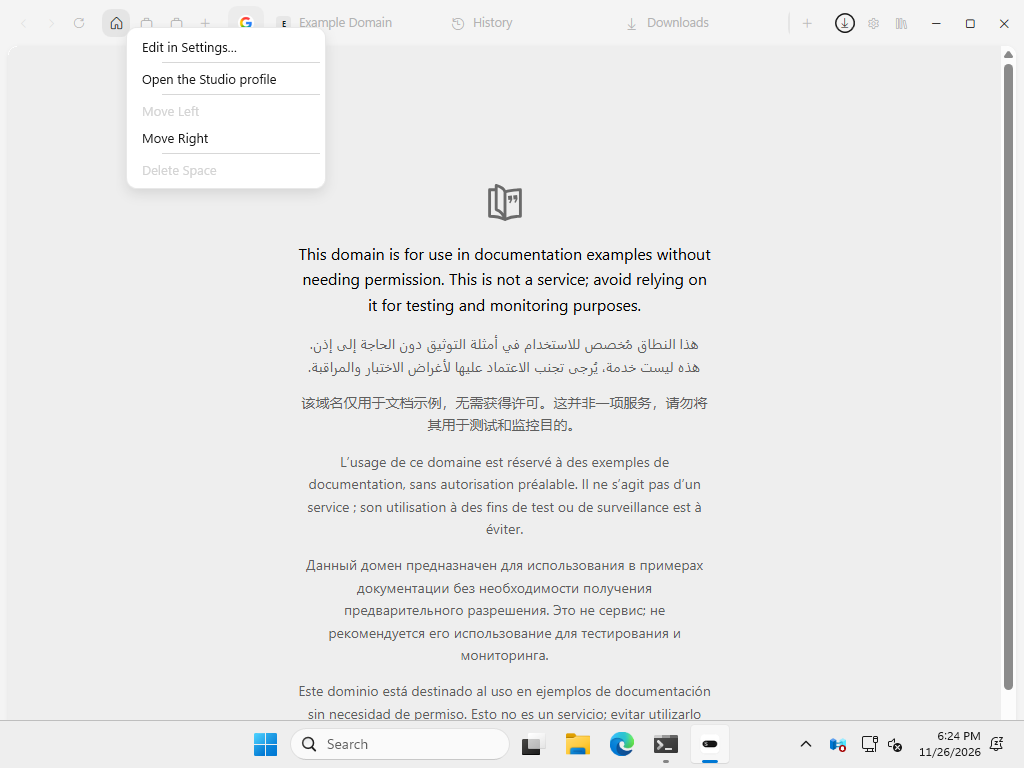 E Example Domain
History
Downloads
Edit in Settings...
Open the Studio profile
Move Left
Move Right
Delete Space
This domain is for use in documentation examples without
needing permission. This is not a service; avoid relying on
it for testing and monitoring purposes.
هذا النطاق مُخصص للاستخدام في أمثلة التوثيق دون الحاجة إلى إذن.
هذه ليست خدمة، يُرجى تجنب الاعتماد عليها لأغراض الاختبار والمراقبة.
该域名仅用于文档示例，无需获得许可。这并非一项服务，请勿将
其用于测试和监控目的。
L’usage de ce domaine est réservé à des exemples de
documentation, sans autorisation préalable. Il ne s’agit pas d’un
service ; son utilisation à des fins de test ou de surveillance est à
éviter.
Данный домен предназначен для использования в примерах
документации без необходимости получения
предварительного разрешения. Это не сервис; не
рекомендуется его использование для тестирования и
мониторинга.
Este dominio está destinado al uso en ejemplos de documentación
sin necesidad de permiso. Esto no es un servicio; evitar utilizarlo
Search
6:24 PM
11/26/2026